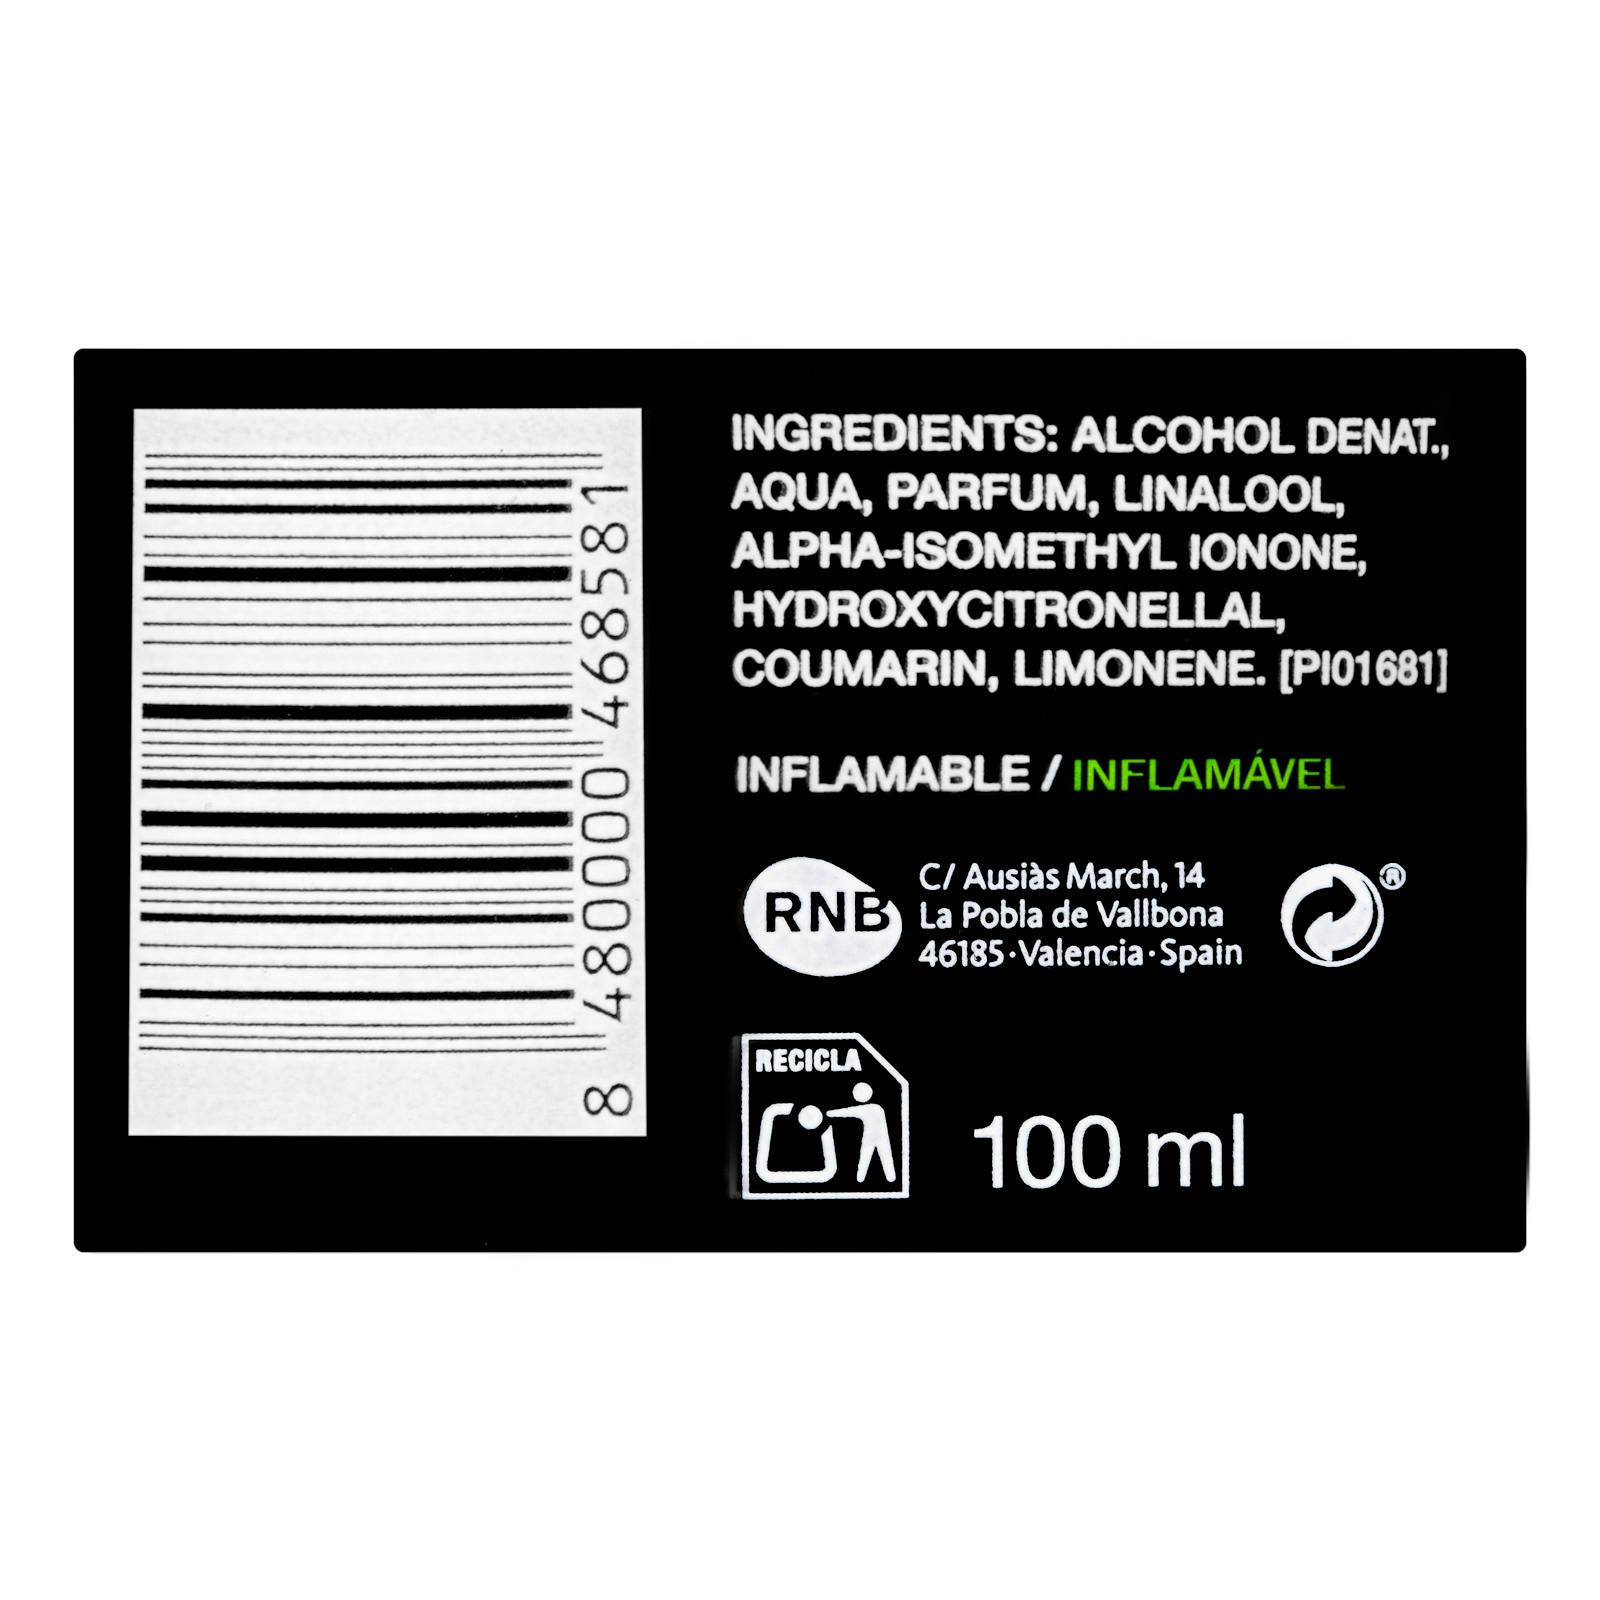 8 480000 468581
INGREDIENTS: ALCOHOL DENAT.,
AQUA, PARFUM, LINALOOL,
ALPHA-ISOMETHYL IONONE,
HYDROXYCITRONELLAL,
COUMARIN, LIMONENE. [PI01681]
INFLAMABLE / INFLAMÁVEL
RNB
C/ Ausiàs March, 14
La Pobla de Vallbona
46185·Valencia·Spain
®
RECICLA
100 ml